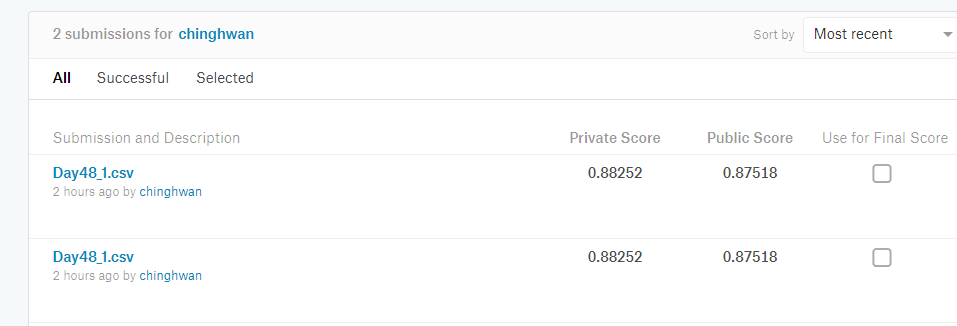 2 submissions for chinghwan
Sort by Most recent
All Successful Selected
Submission and Description Private Score Public Score Use for Final Score
Day48_1.csv 0.88252 0.87518
2 hours ago by chinghwan
Day48_1.csv 0.88252 0.87518
2 hours ago by chinghwan